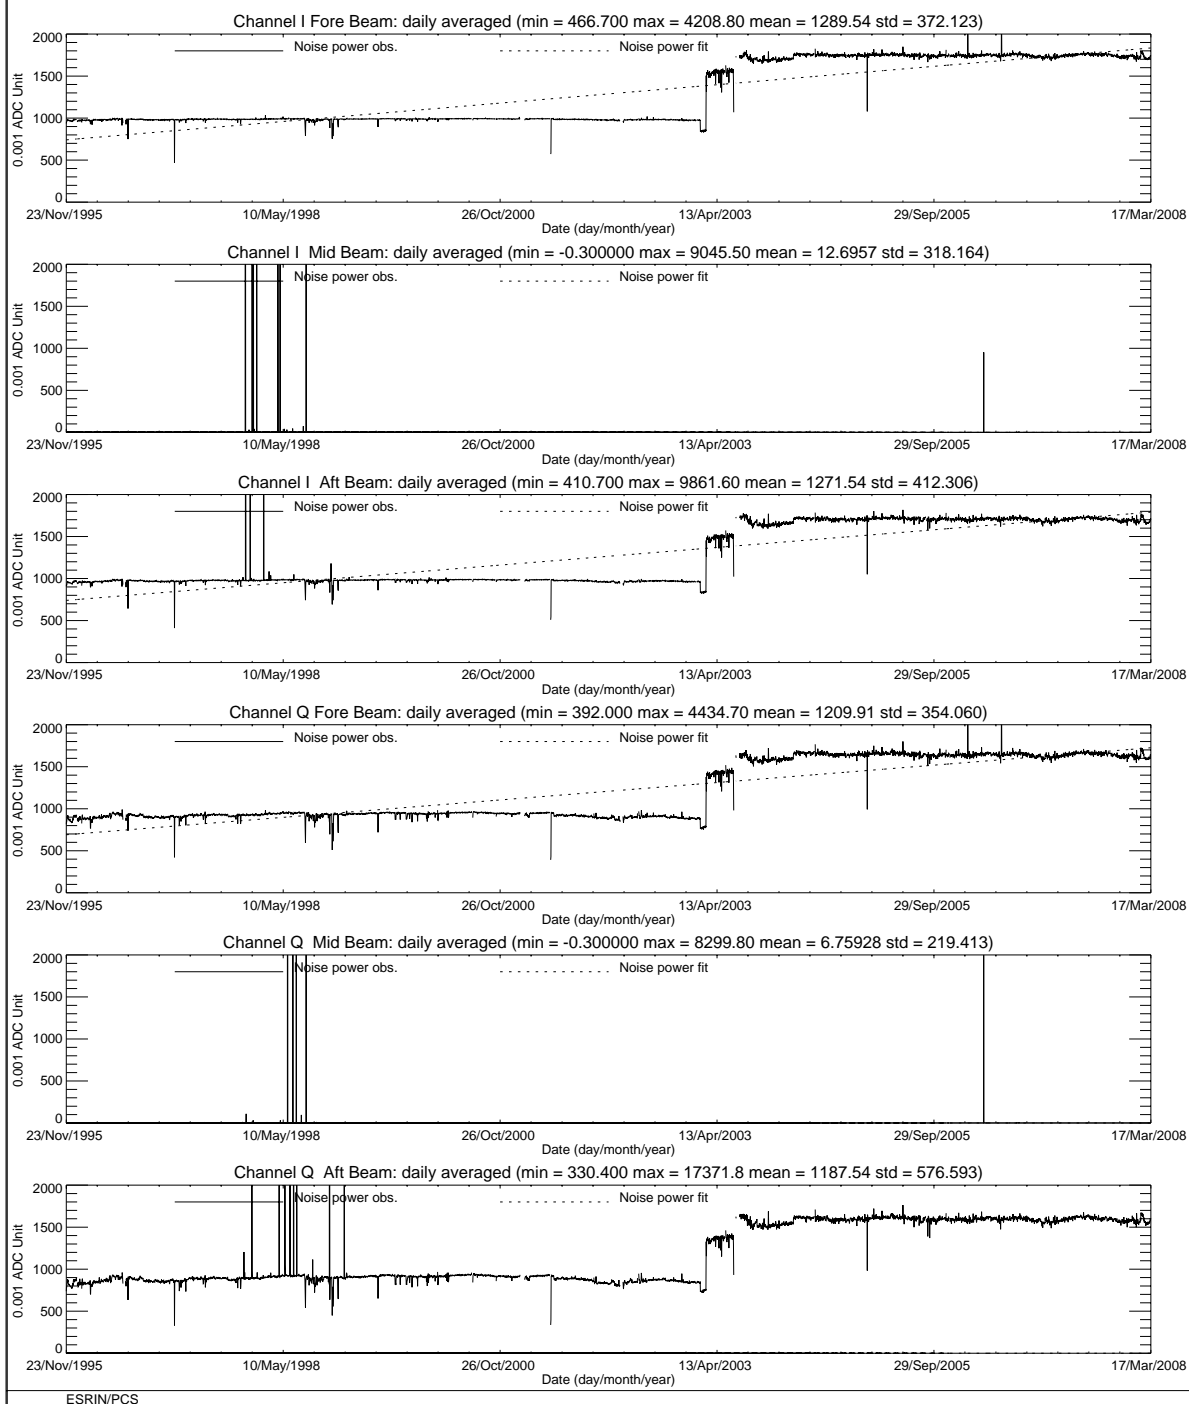 Channel I Fore Beam: daily averaged (min = 466.700 max = 4208.80 mean = 1289.54 std = 372.123)
Noise power obs. Noise power fit
0.001 ADC Unit
2000
1500
1000
500
0
23/Nov/1995 10/May/1998 26/Oct/2000 13/Apr/2003 29/Sep/2005 17/Mar/2008
Date (day/month/year)
Channel I Mid Beam: daily averaged (min = -0.300000 max = 9045.50 mean = 12.6957 std = 318.164)
Noise power obs. Noise power fit
0.001 ADC Unit
2000
1500
1000
500
0
23/Nov/1995 10/May/1998 26/Oct/2000 13/Apr/2003 29/Sep/2005 17/Mar/2008
Date (day/month/year)
Channel I Aft Beam: daily averaged (min = 410.700 max = 9861.60 mean = 1271.54 std = 412.306)
Noise power obs. Noise power fit
0.001 ADC Unit
2000
1500
1000
500
0
23/Nov/1995 10/May/1998 26/Oct/2000 13/Apr/2003 29/Sep/2005 17/Mar/2008
Date (day/month/year)
Channel Q Fore Beam: daily averaged (min = 392.000 max = 4434.70 mean = 1209.91 std = 354.060)
Noise power obs. Noise power fit
0.001 ADC Unit
2000
1500
1000
500
0
23/Nov/1995 10/May/1998 26/Oct/2000 13/Apr/2003 29/Sep/2005 17/Mar/2008
Date (day/month/year)
Channel Q Mid Beam: daily averaged (min = -0.300000 max = 8299.80 mean = 6.75928 std = 219.413)
Noise power obs. Noise power fit
0.001 ADC Unit
2000
1500
1000
500
0
23/Nov/1995 10/May/1998 26/Oct/2000 13/Apr/2003 29/Sep/2005 17/Mar/2008
Date (day/month/year)
Channel Q Aft Beam: daily averaged (min = 330.400 max = 17371.8 mean = 1187.54 std = 576.593)
Noise power obs. Noise power fit
0.001 ADC Unit
2000
1500
1000
500
0
23/Nov/1995 10/May/1998 26/Oct/2000 13/Apr/2003 29/Sep/2005 17/Mar/2008
Date (day/month/year)
ESRIN/PCS